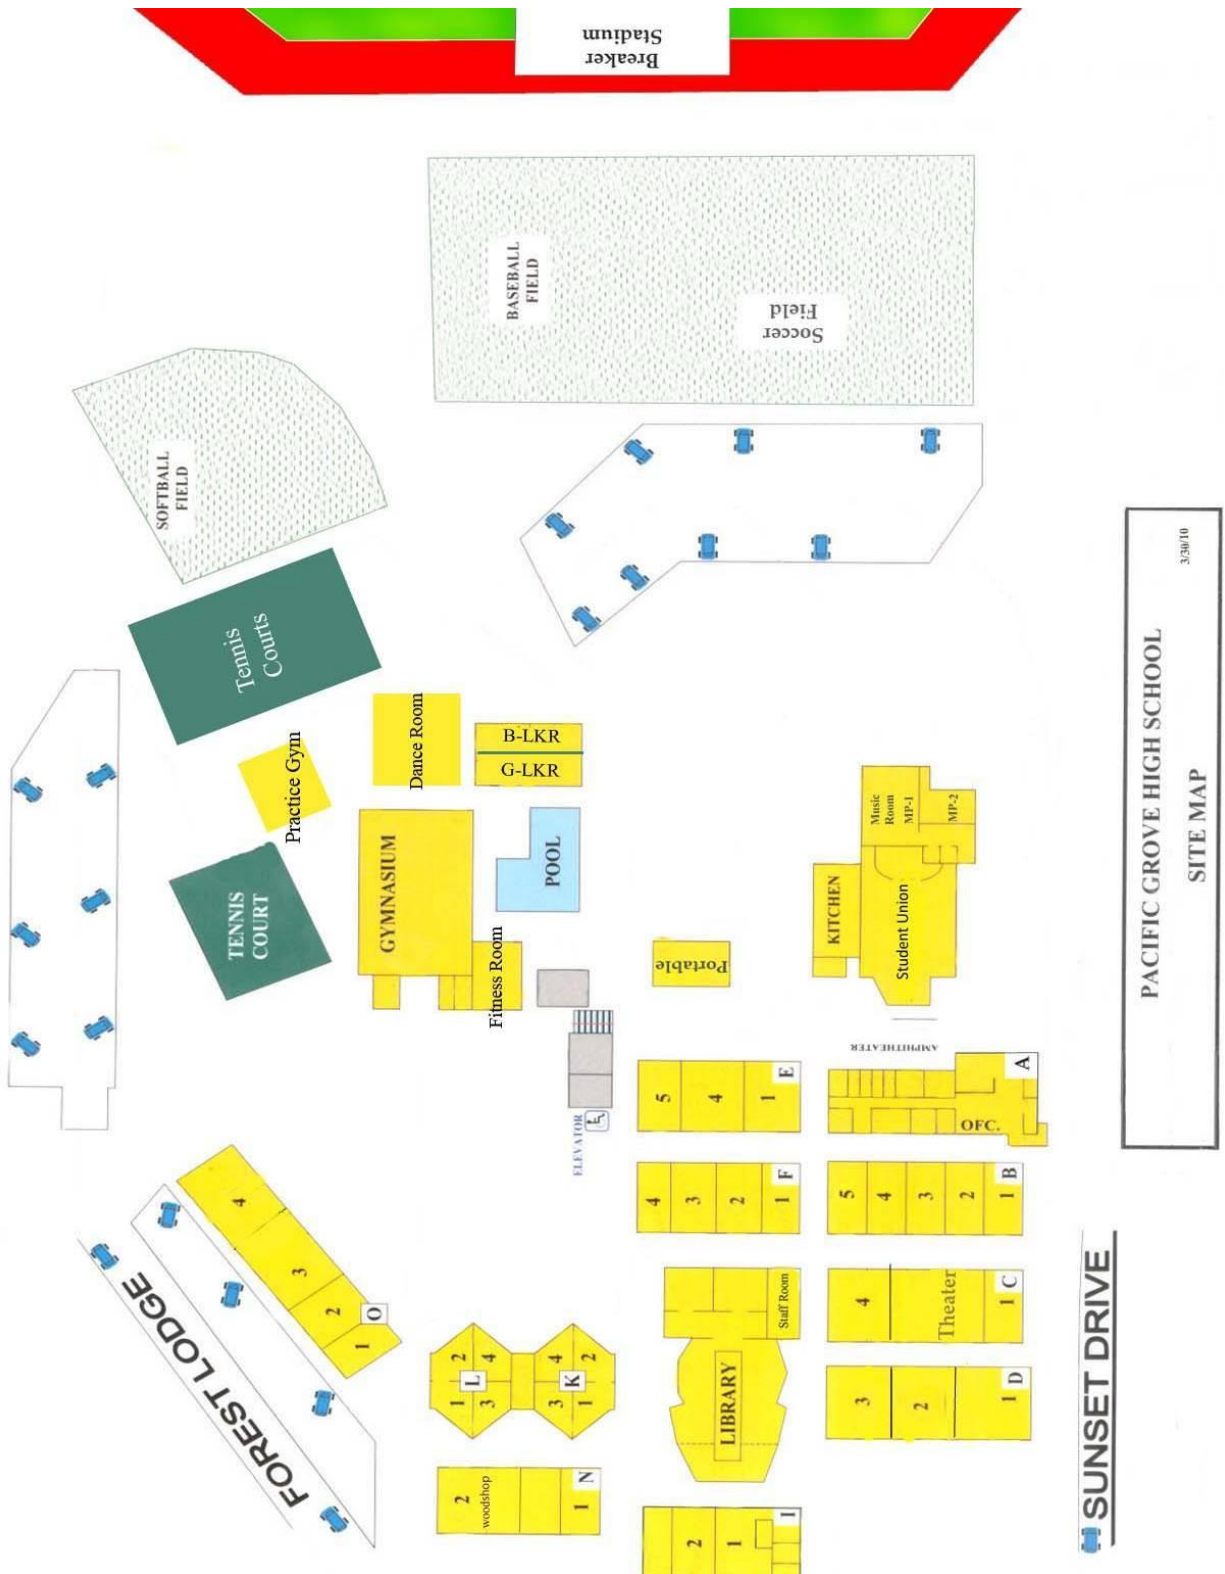 Breaker
Stadium
BASEBALL
FIELD
Soccer
Field
SOFTBALL
FIELD
Tennis
Courts
Practice Gym
Dance Room
B-LKR
G-LKR
TENNIS
COURT
GYMNASIUM
POOL
Fitness Room
Portable
KITCHEN
Student Union
Music
Room
MP-1
MP-2
AMPHITHEATER
ELEVATOR
5
4
1
E
OFC.
A
4
3
2
1
F
5
4
3
2
1
B
4
3
2
1
O
FOREST LODGE
1
2
3
4
L
3
4
1
2
K
LIBRARY
Staff Room
4
Theater
1
C
3
2
1
D
2
woodshop
1
N
2
1
I
SUNSET DRIVE
PACIFIC GROVE HIGH SCHOOL
SITE MAP
3/30/10